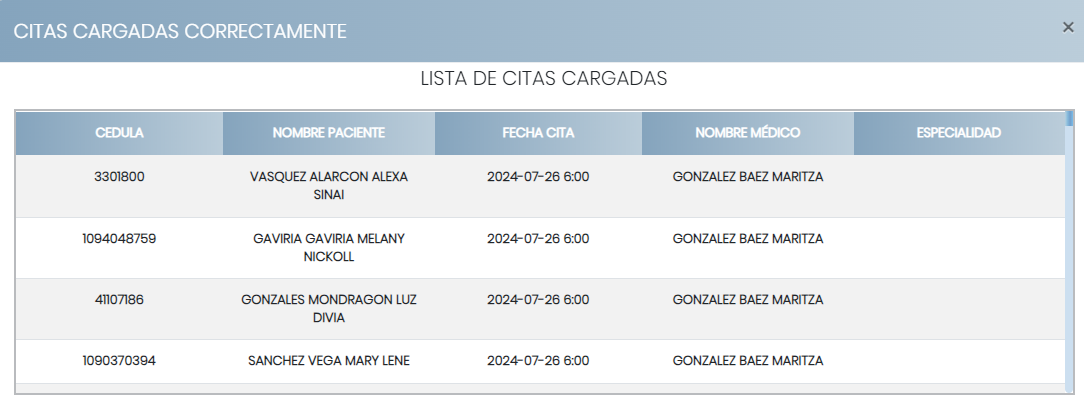 CITAS CARGADAS CORRECTAMENTE ×
LISTA DE CITAS CARGADAS
CEDULA NOMBRE PACIENTE FECHA CITA NOMBRE MÉDICO ESPECIALIDAD
3301800 VASQUEZ ALARCON ALEXA 2024-07-26 6:00 GONZALEZ BAEZ MARITZA
SINAI
1094048759 GAVIRIA GAVIRIA MELANY 2024-07-26 6:00 GONZALEZ BAEZ MARITZA
NICKOLL
41107186 GONZALES MONDRAGON LUZ 2024-07-26 6:00 GONZALEZ BAEZ MARITZA
DIVIA
1090370394 SANCHEZ VEGA MARY LENE 2024-07-26 6:00 GONZALEZ BAEZ MARITZA